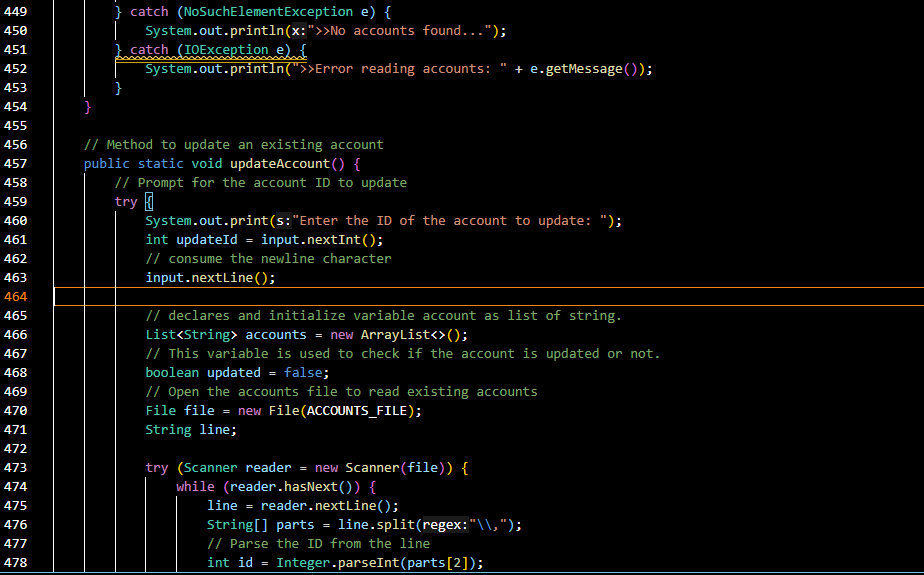 449 } catch (NoSuchElementException e) {
450 System.out.println(x:">>No accounts found...");
451 } catch (IOException e) {
452 System.out.println(">>Error reading accounts: " + e.getMessage());
453 }
454 }
455
456 // Method to update an existing account
457 public static void updateAccount() {
458 // Prompt for the account ID to update
459 try {
460 System.out.print(s:"Enter the ID of the account to update: ");
461 int updateId = input.nextInt();
462 // consume the newline character
463 input.nextLine();
464
465 // declares and initialize variable account as list of string.
466 List<String> accounts = new ArrayList<>();
467 // This variable is used to check if the account is updated or not.
468 boolean updated = false;
469 // Open the accounts file to read existing accounts
470 File file = new File(ACCOUNTS_FILE);
471 String line;
472
473 try (Scanner reader = new Scanner(file)) {
474 while (reader.hasNext()) {
475 line = reader.nextLine();
476 String[] parts = line.split(regex:"\\,");
477 // Parse the ID from the line
478 int id = Integer.parseInt(parts[2]);